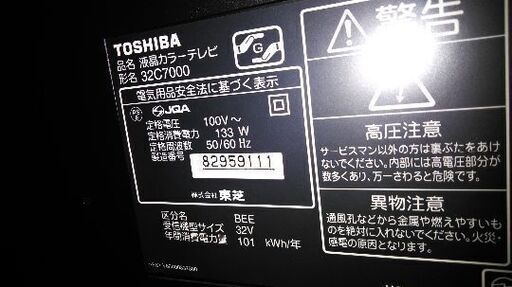 TOSHIBA
品名 液晶カラーテレビ
形名 32C7000
G
電気用品安全法に基づく表示
PSE JQA
定格電圧 100V～
定格消費電力 133 W
定格周波数 50/60 Hz
製造番号 82959111
株式会社 東芝
区分名 BEE
受信機型サイズ 32V
年間消費電力量 101 kWh/年
警告
高圧注意
サービスマン以外の方は裏ぶたをあけ
ないでください。内部には高電圧部分が
数多くあり、万一さわると危険です。
異物注意
通風孔などから金属や燃えやすいもの
を入れないでください。火災・
感電の原因となります。